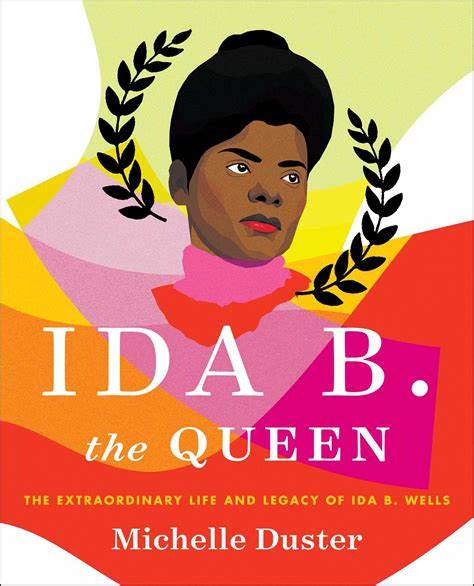 IDA B.
the QUEEN
THE EXTRAORDINARY LIFE AND LEGACY OF IDA B. WELLS
Michelle Duster